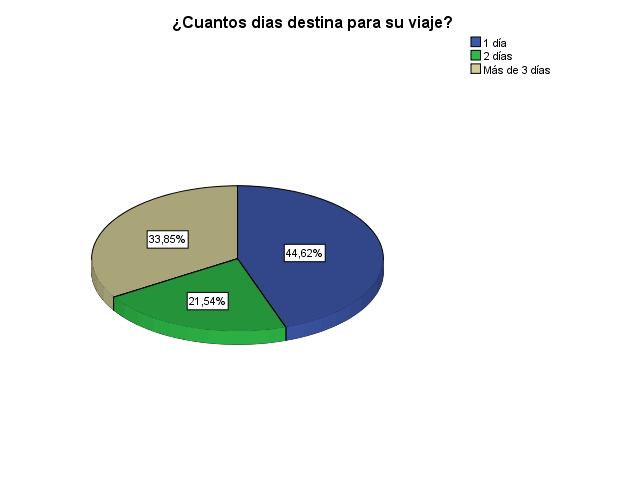 ¿Cuantos dias destina para su viaje?
1 día
2 días
Más de 3 días
33,85%
44,62%
21,54%